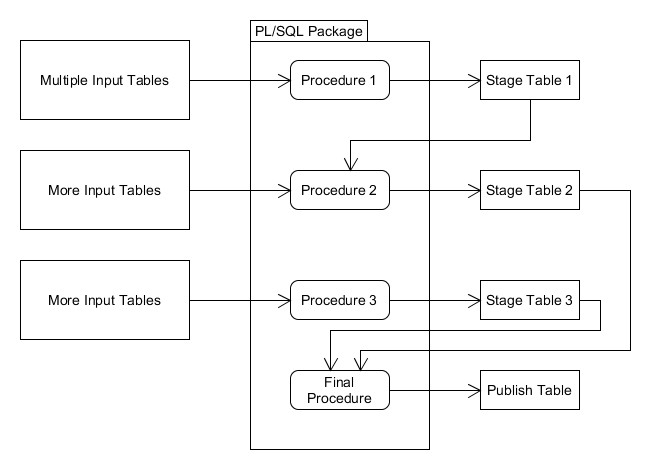 PL/SQL Package
Multiple Input Tables
Procedure 1
Stage Table 1
More Input Tables
Procedure 2
Stage Table 2
More Input Tables
Procedure 3
Stage Table 3
Final
Procedure
Publish Table